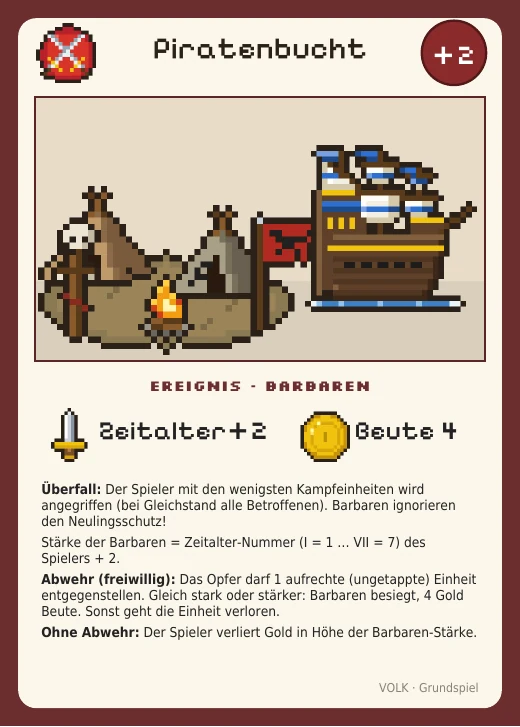 Piratenbucht
+2
EREIGNIS · BARBAREN
Zeitalter+2
Beute 4
Überfall: Der Spieler mit den wenigsten Kampfeinheiten wird
angegriffen (bei Gleichstand alle Betroffenen). Barbaren ignorieren
den Neulingsschutz!
Stärke der Barbaren = Zeitalter-Nummer (I = 1 ... VII = 7) des
Spielers + 2.
Abwehr (freiwillig): Das Opfer darf 1 aufrechte (ungetappte) Einheit
entgegenstellen. Gleich stark oder stärker: Barbaren besiegt, 4 Gold
Beute. Sonst geht die Einheit verloren.
Ohne Abwehr: Der Spieler verliert Gold in Höhe der Barbaren-Stärke.
VOLK · Grundspiel